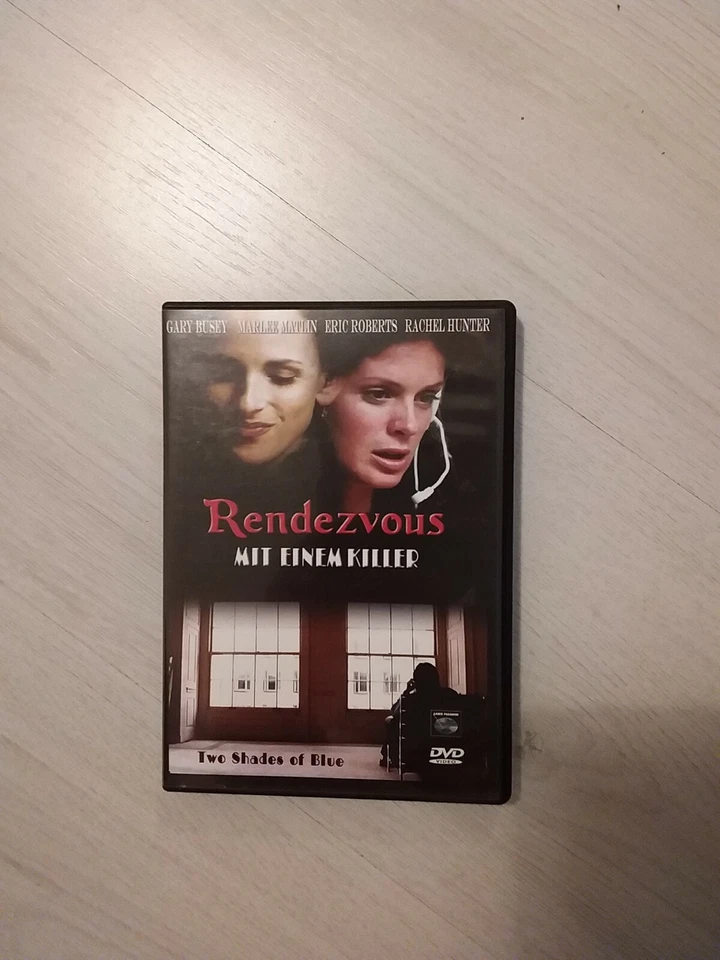 GARY BUSEY MARLEE MATLIN ERIC ROBERTS RACHEL HUNTER
Rendezvous
MIT EINEM KILLER
Two Shades of Blue
DVD
VIDEO